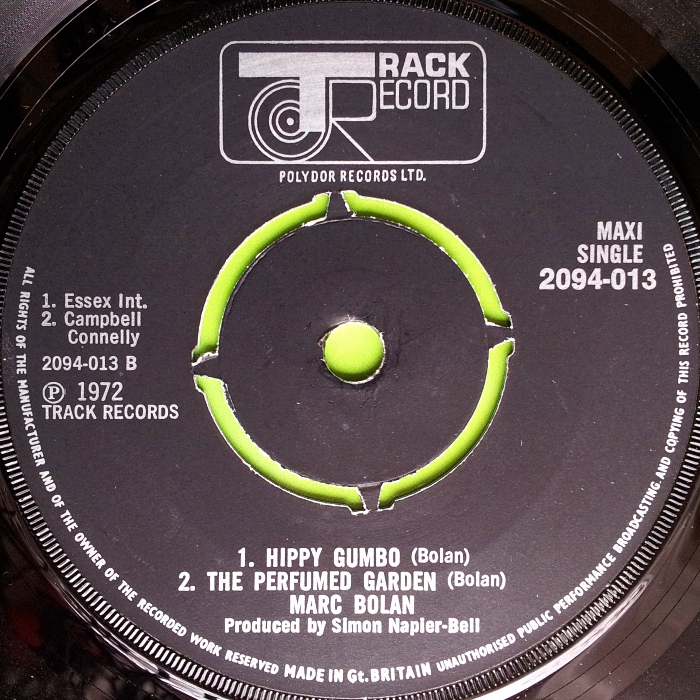 TRACK
RECORD
POLYDOR RECORDS LTD.
MAXI
SINGLE
2094-013
1. Essex Int.
2. Campbell
Connelly
2094-013 B
Ⓟ 1972
TRACK RECORDS
1. HIPPY GUMBO (Bolan)
2. THE PERFUMED GARDEN (Bolan)
MARC BOLAN
Produced by Simon Napier-Bell
ALL RIGHTS OF THE MANUFACTURER AND OF THE OWNER OF THE RECORDED WORK RESERVED MADE IN Gt. BRITAIN UNAUTHORISED PUBLIC PERFORMANCE BROADCASTING AND COPYING OF THIS RECORD PROHIBITED